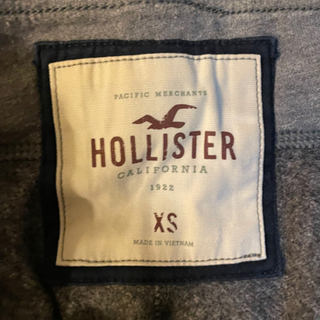 PACIFIC MERCHANTS
HOLLISTER
CALIFORNIA
1922
XS
MADE IN VIETNAM